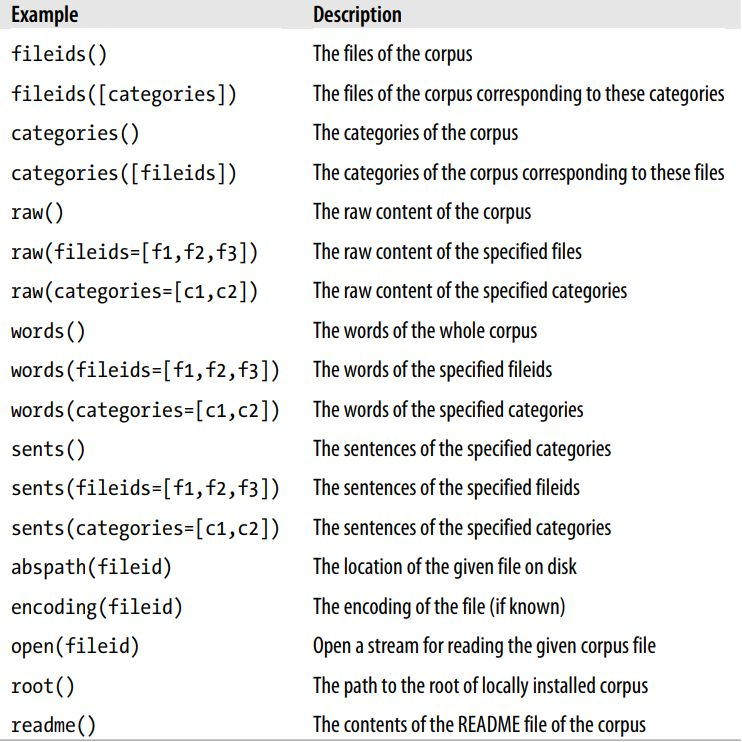 Example Description
fileids() The files of the corpus
fileids([categories]) The files of the corpus corresponding to these categories
categories() The categories of the corpus
categories([fileids]) The categories of the corpus corresponding to these files
raw() The raw content of the corpus
raw(fileids=[f1,f2,f3]) The raw content of the specified files
raw(categories=[c1,c2]) The raw content of the specified categories
words() The words of the whole corpus
words(fileids=[f1,f2,f3]) The words of the specified fileids
words(categories=[c1,c2]) The words of the specified categories
sents() The sentences of the specified categories
sents(fileids=[f1,f2,f3]) The sentences of the specified fileids
sents(categories=[c1,c2]) The sentences of the specified categories
abspath(fileid) The location of the given file on disk
encoding(fileid) The encoding of the file (if known)
open(fileid) Open a stream for reading the given corpus file
root() The path to the root of locally installed corpus
readme() The contents of the README file of the corpus